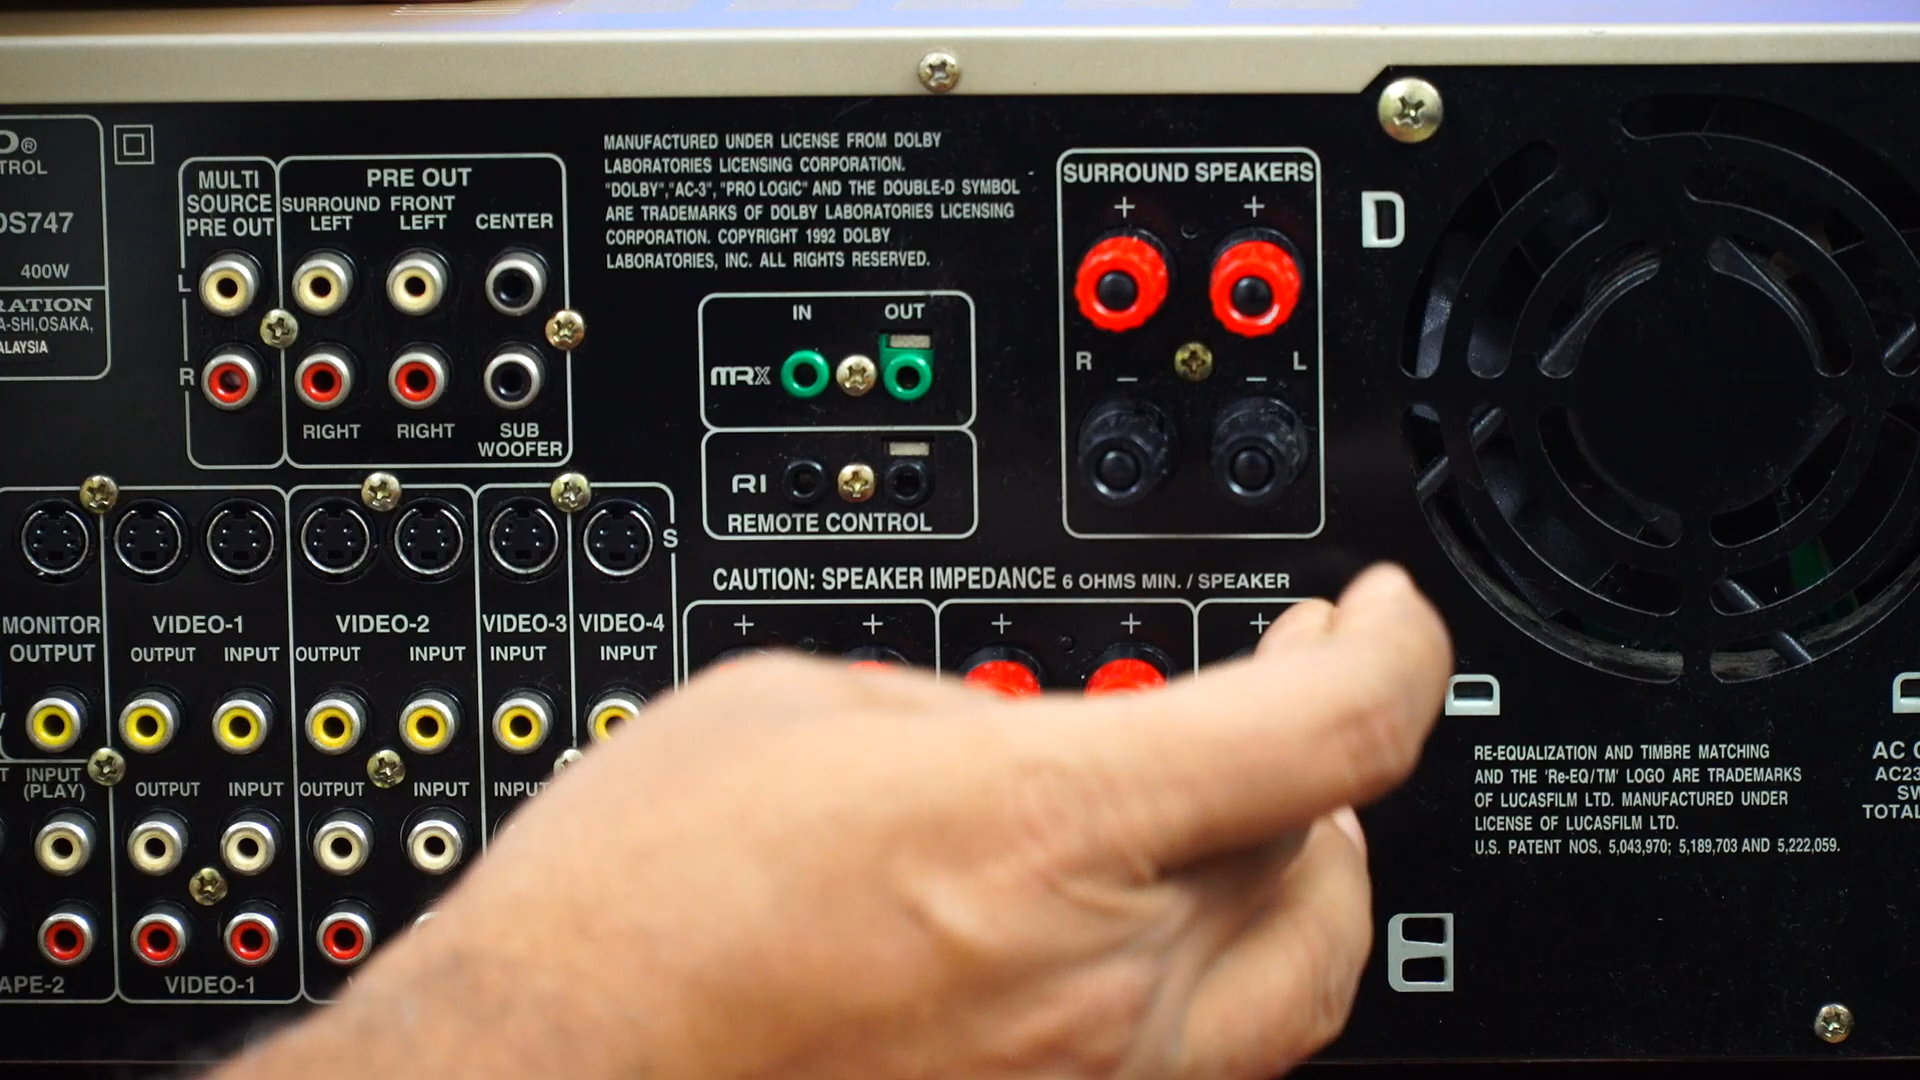 ®
TROL
DS747
400W
RATION
A-SHI,OSAKA,
ALAYSIA
MULTI
SOURCE
PRE OUT
PRE OUT
SURROUND
LEFT
FRONT
LEFT
CENTER
L
R
RIGHT
RIGHT
SUB
WOOFER
MANUFACTURED UNDER LICENSE FROM DOLBY
LABORATORIES LICENSING CORPORATION.
"DOLBY","AC-3", "PRO LOGIC" AND THE DOUBLE-D SYMBOL
ARE TRADEMARKS OF DOLBY LABORATORIES LICENSING
CORPORATION. COPYRIGHT 1992 DOLBY
LABORATORIES, INC. ALL RIGHTS RESERVED.
IN OUT
MRX
RI
REMOTE CONTROL
SURROUND SPEAKERS
+ +
R L
− −
CAUTION: SPEAKER IMPEDANCE 6 OHMS MIN. / SPEAKER
+ + + + +
S
MONITOR
OUTPUT
VIDEO-1
OUTPUT INPUT
VIDEO-2
OUTPUT INPUT
VIDEO-3
INPUT
VIDEO-4
INPUT
INPUT
(PLAY)
OUTPUT INPUT
OUTPUT INPUT
INPUT
APE-2
VIDEO-1
RE-EQUALIZATION AND TIMBRE MATCHING
AND THE 'Re-EQ/TM' LOGO ARE TRADEMARKS
OF LUCASFILM LTD. MANUFACTURED UNDER
LICENSE OF LUCASFILM LTD.
U.S. PATENT NOS. 5,043,970; 5,189,703 AND 5,222,059.
AC
AC23
SW
TOTAL